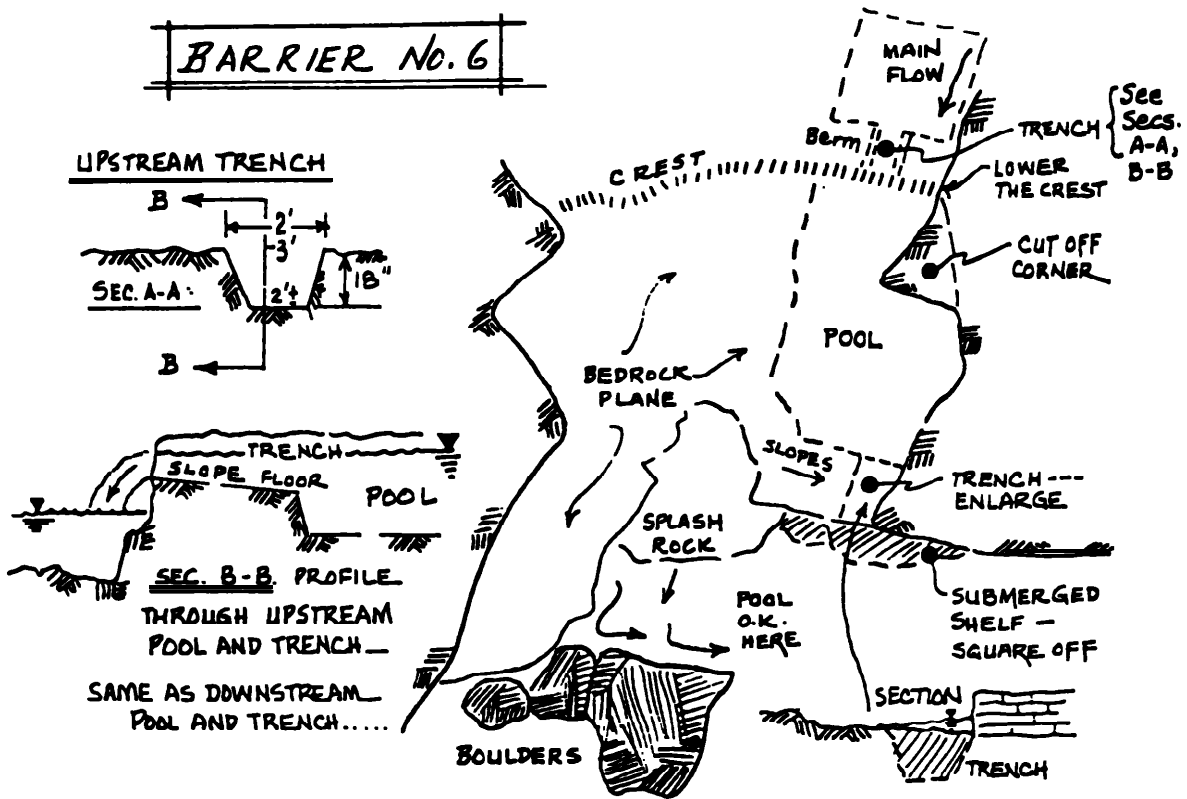 BARRIER NO. 6
UPSTREAM TRENCH
B
2'
3'
18"
SEC. A-A:
2'±
B
TRENCH
SLOPE FLOOR
POOL
SEC. B-B. PROFILE
THROUGH UPSTREAM
POOL AND TRENCH
SAME AS DOWNSTREAM
POOL AND TRENCH.....
MAIN
FLOW
Berm
TRENCH
See
Secs.
A-A,
B-B
CREST
LOWER
THE CREST
CUT OFF
CORNER
POOL
BEDROCK
PLANE
SLOPES
TRENCH ----
ENLARGE
SPLASH
ROCK
POOL
O.K.
HERE
SUBMERGED
SHELF —
SQUARE OFF
BOULDERS
SECTION
TRENCH